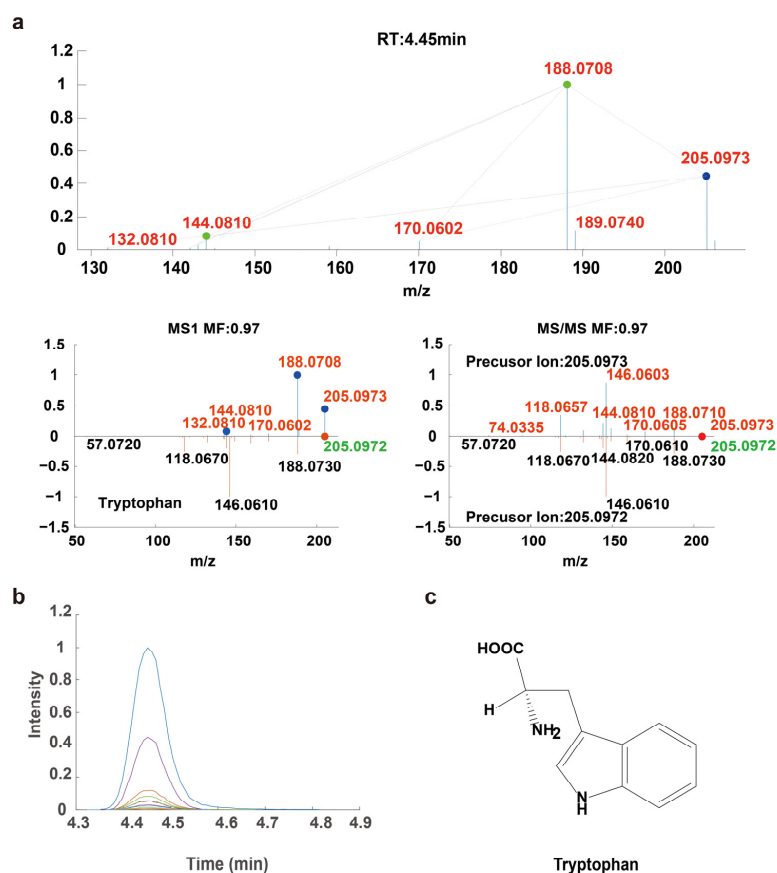 a
RT:4.45min
1.2
1
0.8
0.6
0.4
0.2
0
188.0708
205.0973
144.0810
132.0810
170.0602
189.0740
130 140 150 160 170 180 190 200
m/z
MS1 MF:0.97
1.5
1
0.5
0
−0.5
−1
−1.5
188.0708
205.0973
144.0810
132.0810
170.0602
57.0720
205.0972
118.0670
188.0730
Tryptophan
146.0610
50 100 150 200
m/z
MS/MS MF:0.97
1.5
1
0.5
0
−0.5
−1
−1.5
Precusor Ion:205.0973
146.0603
118.0657
144.0810
188.0710
74.0335
170.0605
205.0973
57.0720
170.0610
205.0972
118.0670
144.0820
188.0730
146.0610
Precusor Ion:205.0972
50 100 150 200
m/z
b
1.2
1
0.8
0.6
0.4
0.2
0
Intensity
4.3 4.4 4.5 4.6 4.7 4.8 4.9
Time (min)
c
HOOC
H
NH2
N
H
Tryptophan